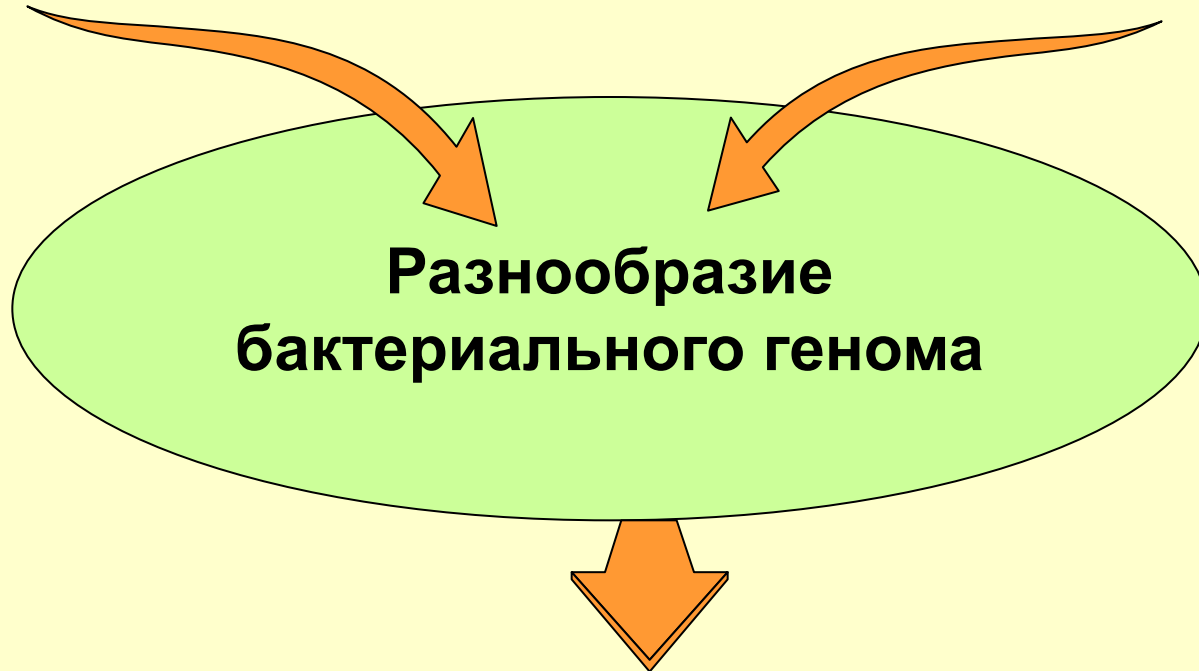 Разнообразие
бактериального генома